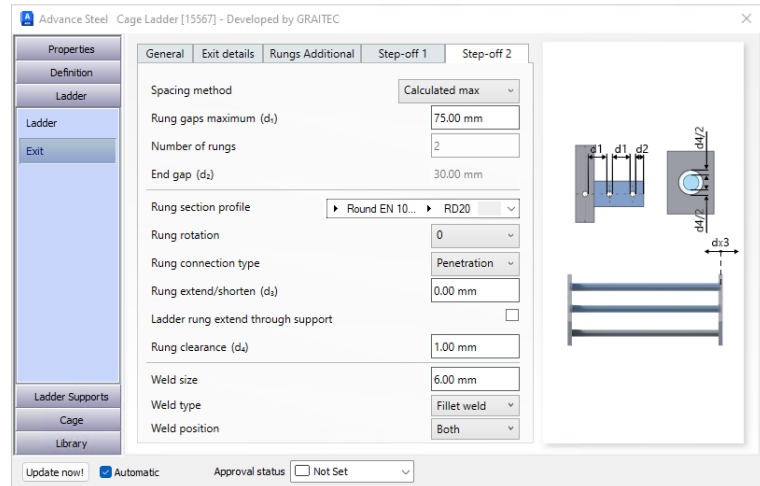 Advance Steel Cage Ladder [15567] - Developed by GRAITEC
Properties
Definition
Ladder
Ladder
Exit
Ladder Supports
Cage
Library
General Exit details Rungs Additional Step-off 1 Step-off 2
Spacing method Calculated max
Rung gaps maximum (d₁) 75.00 mm
Number of rungs 2
End gap (d₂) 30.00 mm
Rung section profile Round EN 10... RD20
Rung rotation 0
Rung connection type Penetration
Rung extend/shorten (d₃) 0.00 mm
Ladder rung extend through support
Rung clearance (d₄) 1.00 mm
Weld size 6.00 mm
Weld type Fillet weld
Weld position Both
d1 d1 d2
d4/2
d4/2
dx3
Update now! Automatic Approval status Not Set